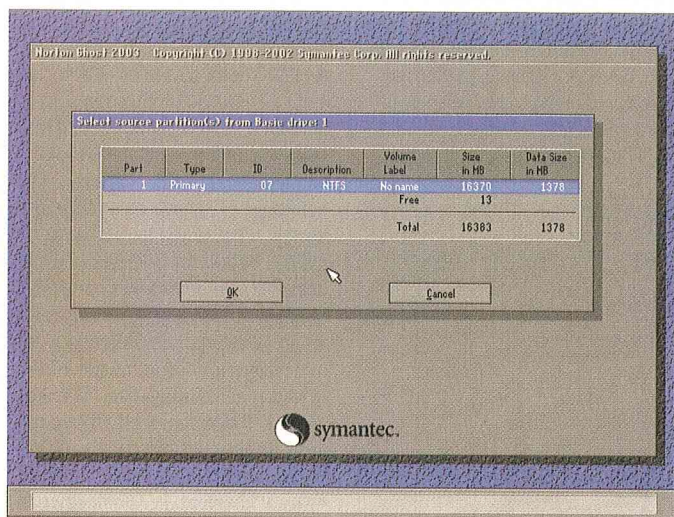 Norton Ghost 2003 Copyright (C) 1998-2002 Symantec Corp. All rights reserved.
Select source partition(s) from Basic drive: 1
Part Type ID Description Volume Label Size in MB Data Size in MB
1 Primary 07 NTFS No name 16370 1378
Free 13
Total 16383 1378
OK Cancel
symantec.